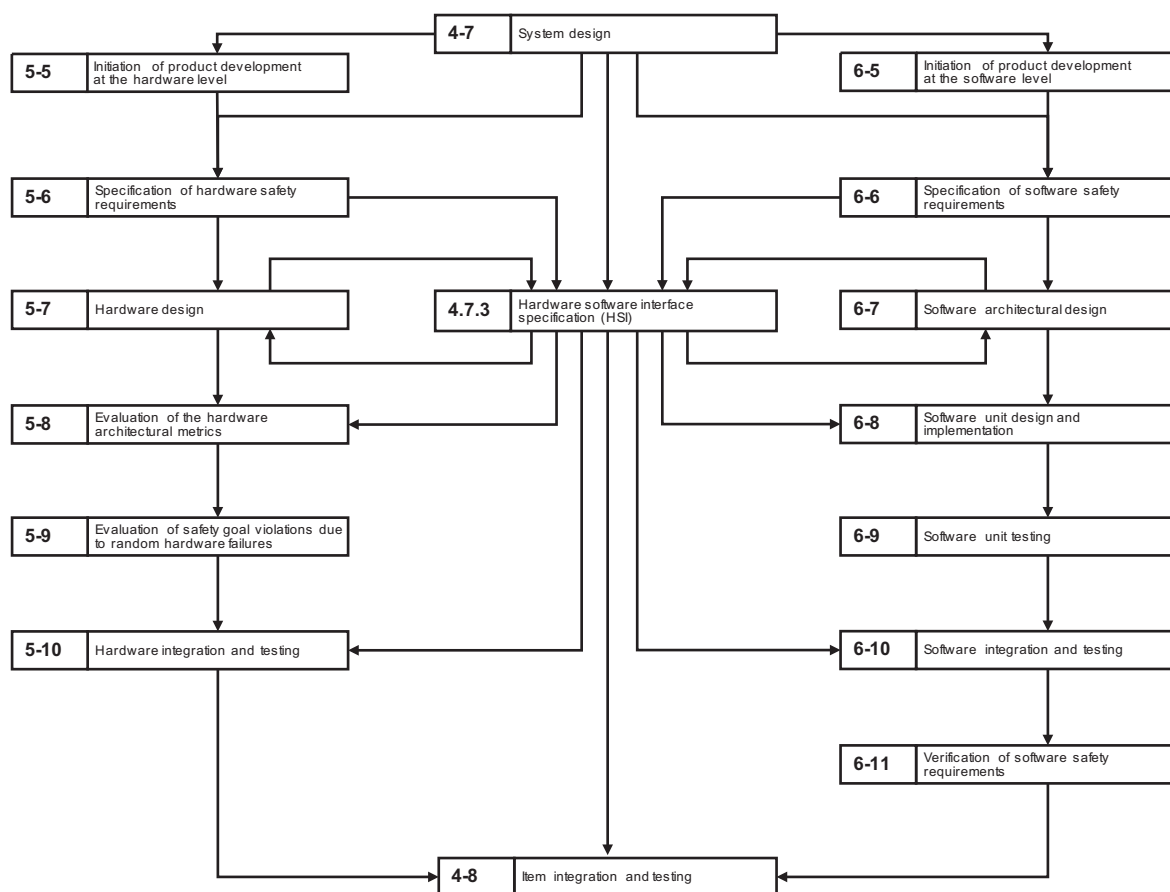 4-7 System design
5-5 Initiation of product development
at the hardware level
6-5 Initiation of product development
at the software level
5-6 Specification of hardware safety
requirements
6-6 Specification of software safety
requirements
5-7 Hardware design
4.7.3 Hardware software interface
specification (HSI)
6-7 Software architectural design
5-8 Evaluation of the hardware
architectural metrics
6-8 Software unit design and
implementation
5-9 Evaluation of safety goal violations due
to random hardware failures
6-9 Software unit testing
5-10 Hardware integration and testing
6-10 Software integration and testing
6-11 Verification of software safety
requirements
4-8 Item integration and testing